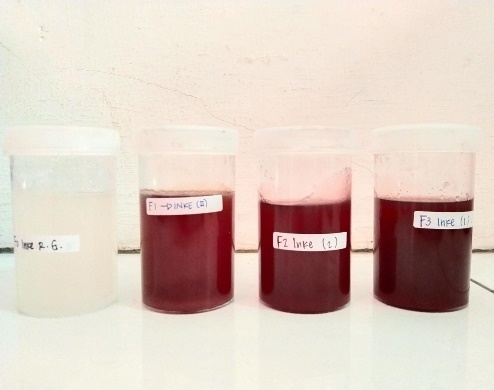 Inke R.G.
F1 → INKE (2)
F2 Inke (1)
F3 Inke (1)